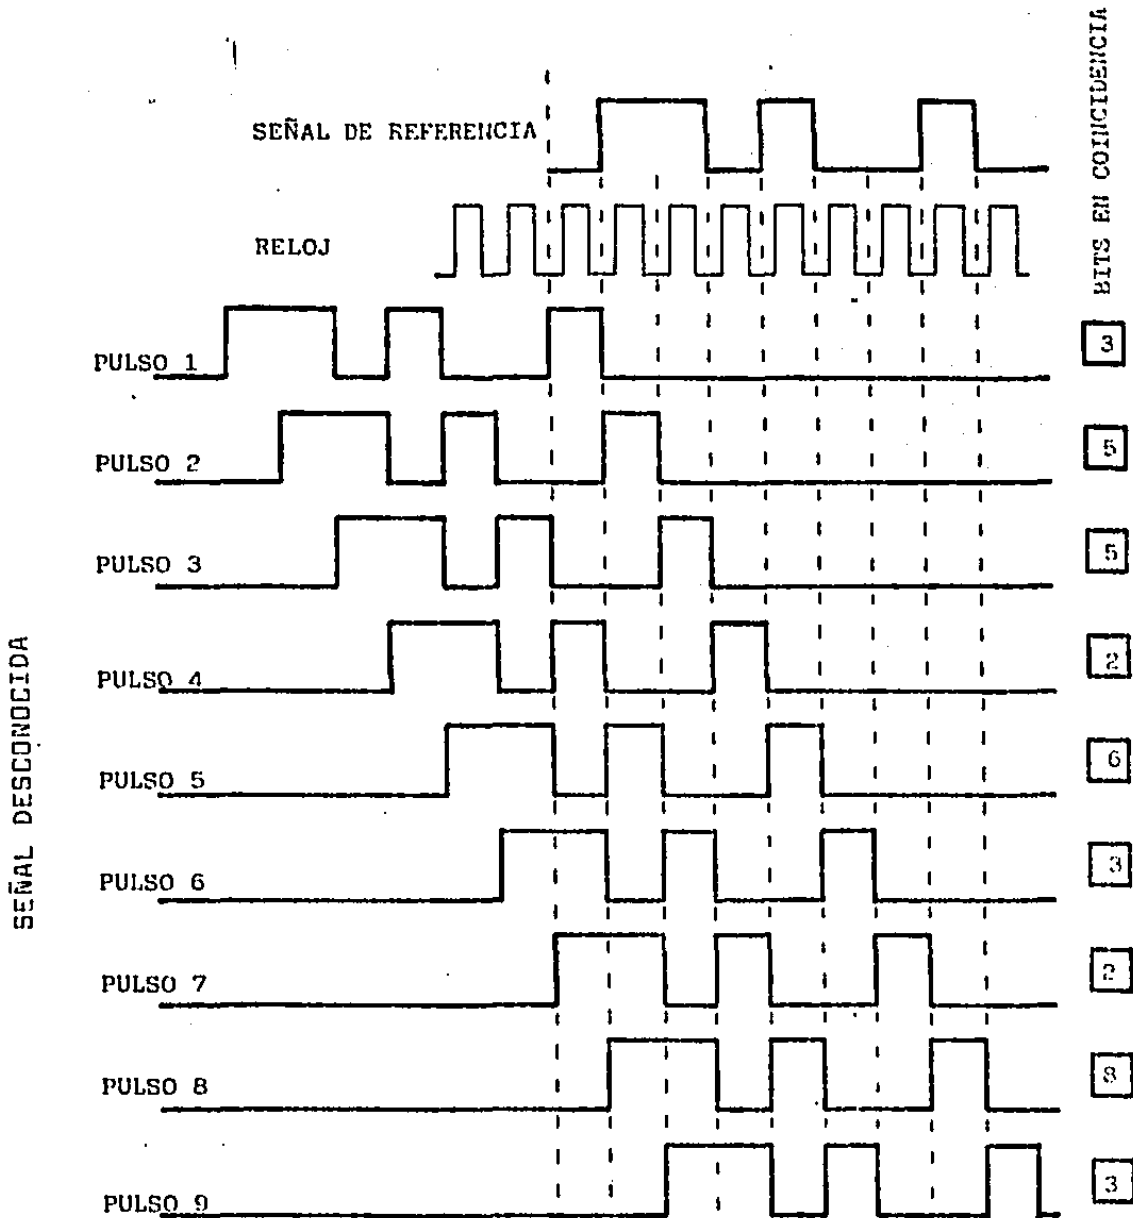 BITS EN COINCIDENCIA
SEÑAL DE REFERENCIA
RELOJ
PULSO 1
3
PULSO 2
5
PULSO 3
5
SEÑAL DESCONOCIDA
PULSO 4
2
PULSO 5
6
PULSO 6
3
PULSO 7
2
PULSO 8
8
PULSO 9
3